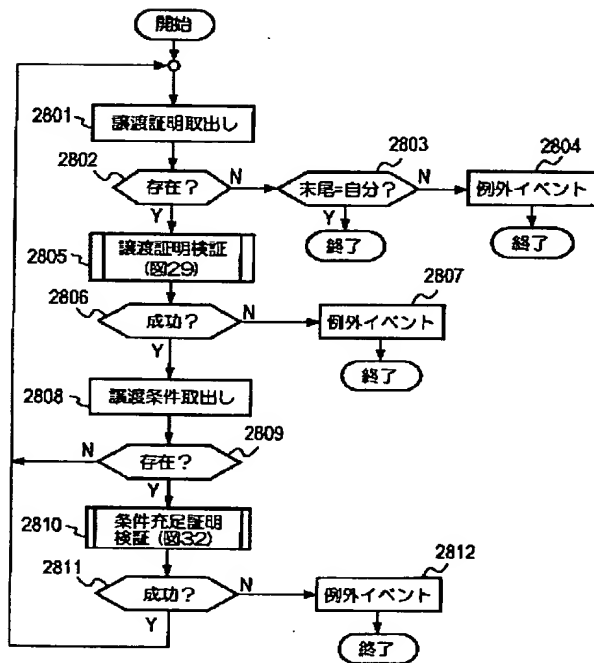 開始
2801
譲渡証明取出し
2802
存在?
N
Y
2803
末尾=自分?
N
Y
終了
2804
例外イベント
終了
2805
譲渡証明検証
(図29)
2806
成功?
N
Y
2807
例外イベント
終了
2808
譲渡条件取出し
2809
存在?
N
Y
2810
条件充足証明
検証(図32)
2811
成功?
N
Y
2812
例外イベント
終了